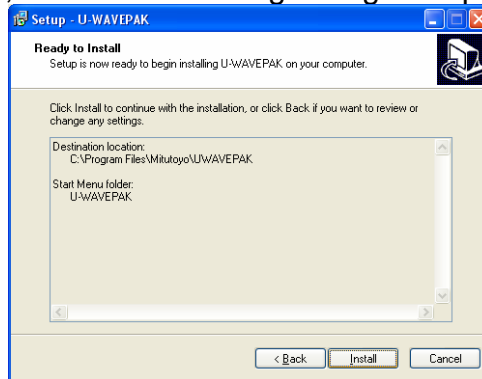 Setup - U-WAVEPAK
Ready to Install
Setup is now ready to begin installing U-WAVEPAK on your computer.
Click Install to continue with the installation, or click Back if you want to review or
change any settings.
Destination location:
C:\Program Files\Mitutoyo\UWAVEPAK
Start Menu folder:
U-WAVEPAK
< Back
Install
Cancel